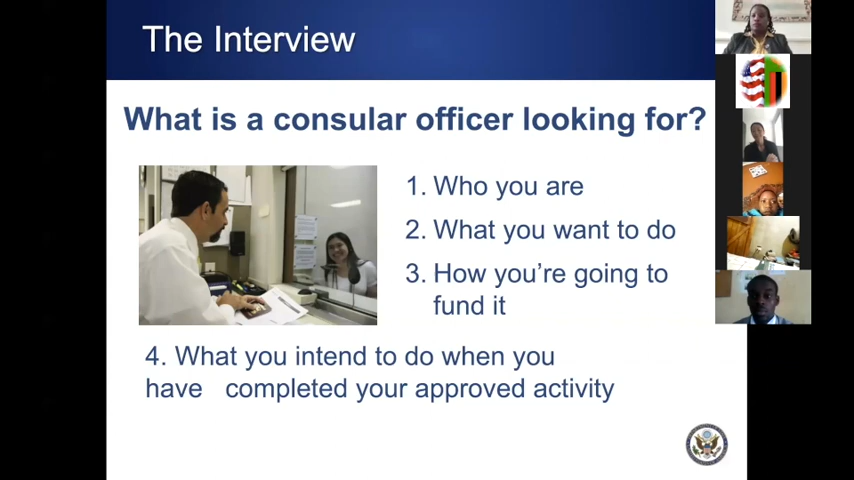 The Interview
What is a consular officer looking for?
1. Who you are
2. What you want to do
3. How you’re going to
fund it
4. What you intend to do when you
have completed your approved activity